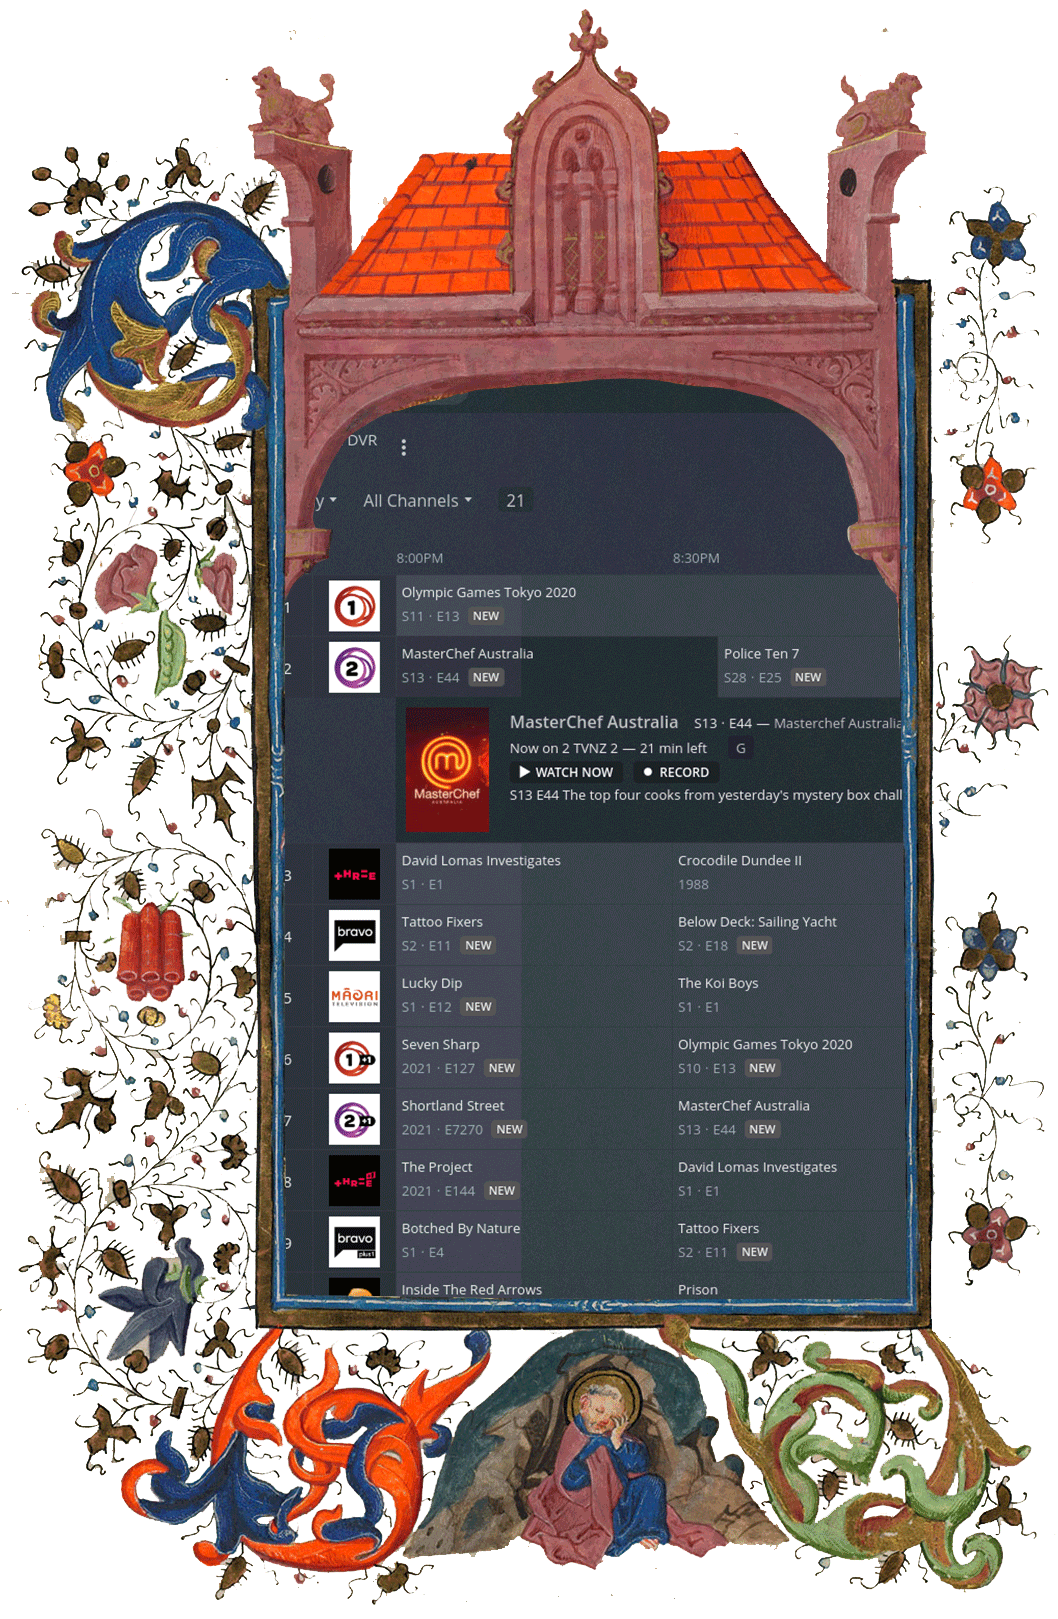 DVR
y All Channels 21
8:00PM 8:30PM
1 1 Olympic Games Tokyo 2020
S11 · E13 NEW
2 2 MasterChef Australia Police Ten 7
S13 · E44 NEW S28 · E25 NEW
MasterChef Australia S13 · E44 — Masterchef Australia
Now on 2 TVNZ 2 — 21 min left G
WATCH NOW RECORD
MasterChef
AUSTRALIA
S13 E44 The top four cooks from yesterday's mystery box chall
3 +HR=E David Lomas Investigates Crocodile Dundee II
S1 · E1 1988
4 bravo Tattoo Fixers Below Deck: Sailing Yacht
S2 · E11 NEW S2 · E18 NEW
5 MĀORI TELEVISION Lucky Dip The Koi Boys
S1 · E12 NEW S1 · E1
6 1 Seven Sharp Olympic Games Tokyo 2020
2021 · E127 NEW S10 · E13 NEW
7 2 Shortland Street MasterChef Australia
2021 · E7270 NEW S13 · E44 NEW
8 +HR=E The Project David Lomas Investigates
2021 · E144 NEW S1 · E1
9 bravo plus1 Botched By Nature Tattoo Fixers
S1 · E4 S2 · E11 NEW
Inside The Red Arrows Prison